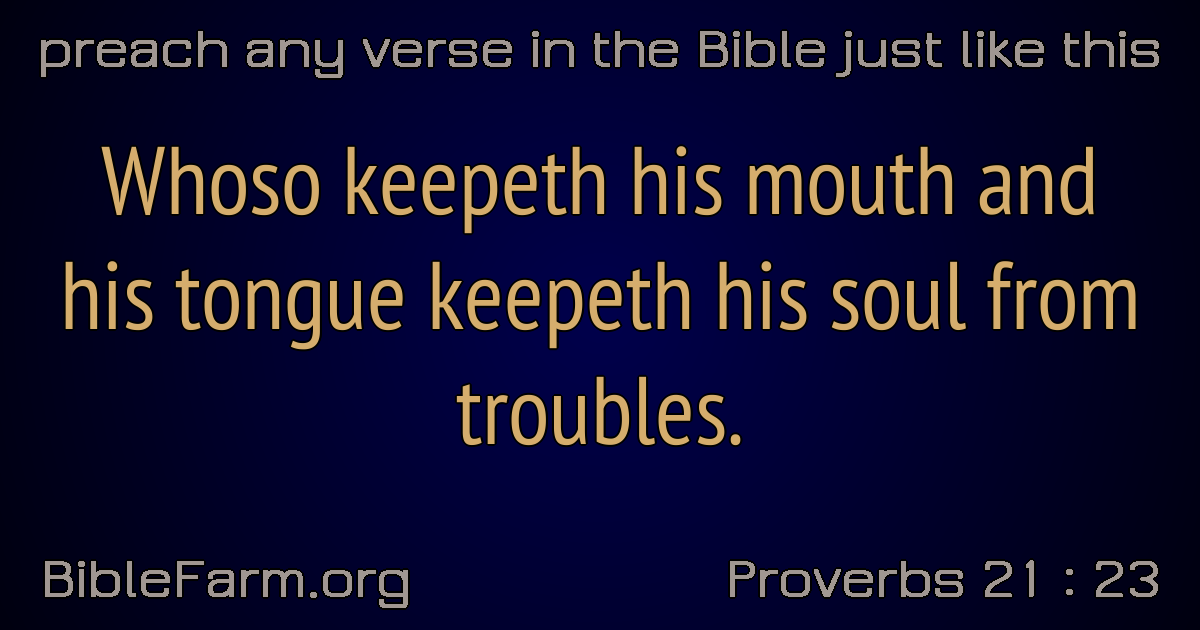 preach any verse in the Bible just like this
Whoso keepeth his mouth and
his tongue keepeth his soul from
troubles.
BibleFarm.org
Proverbs 21 : 23